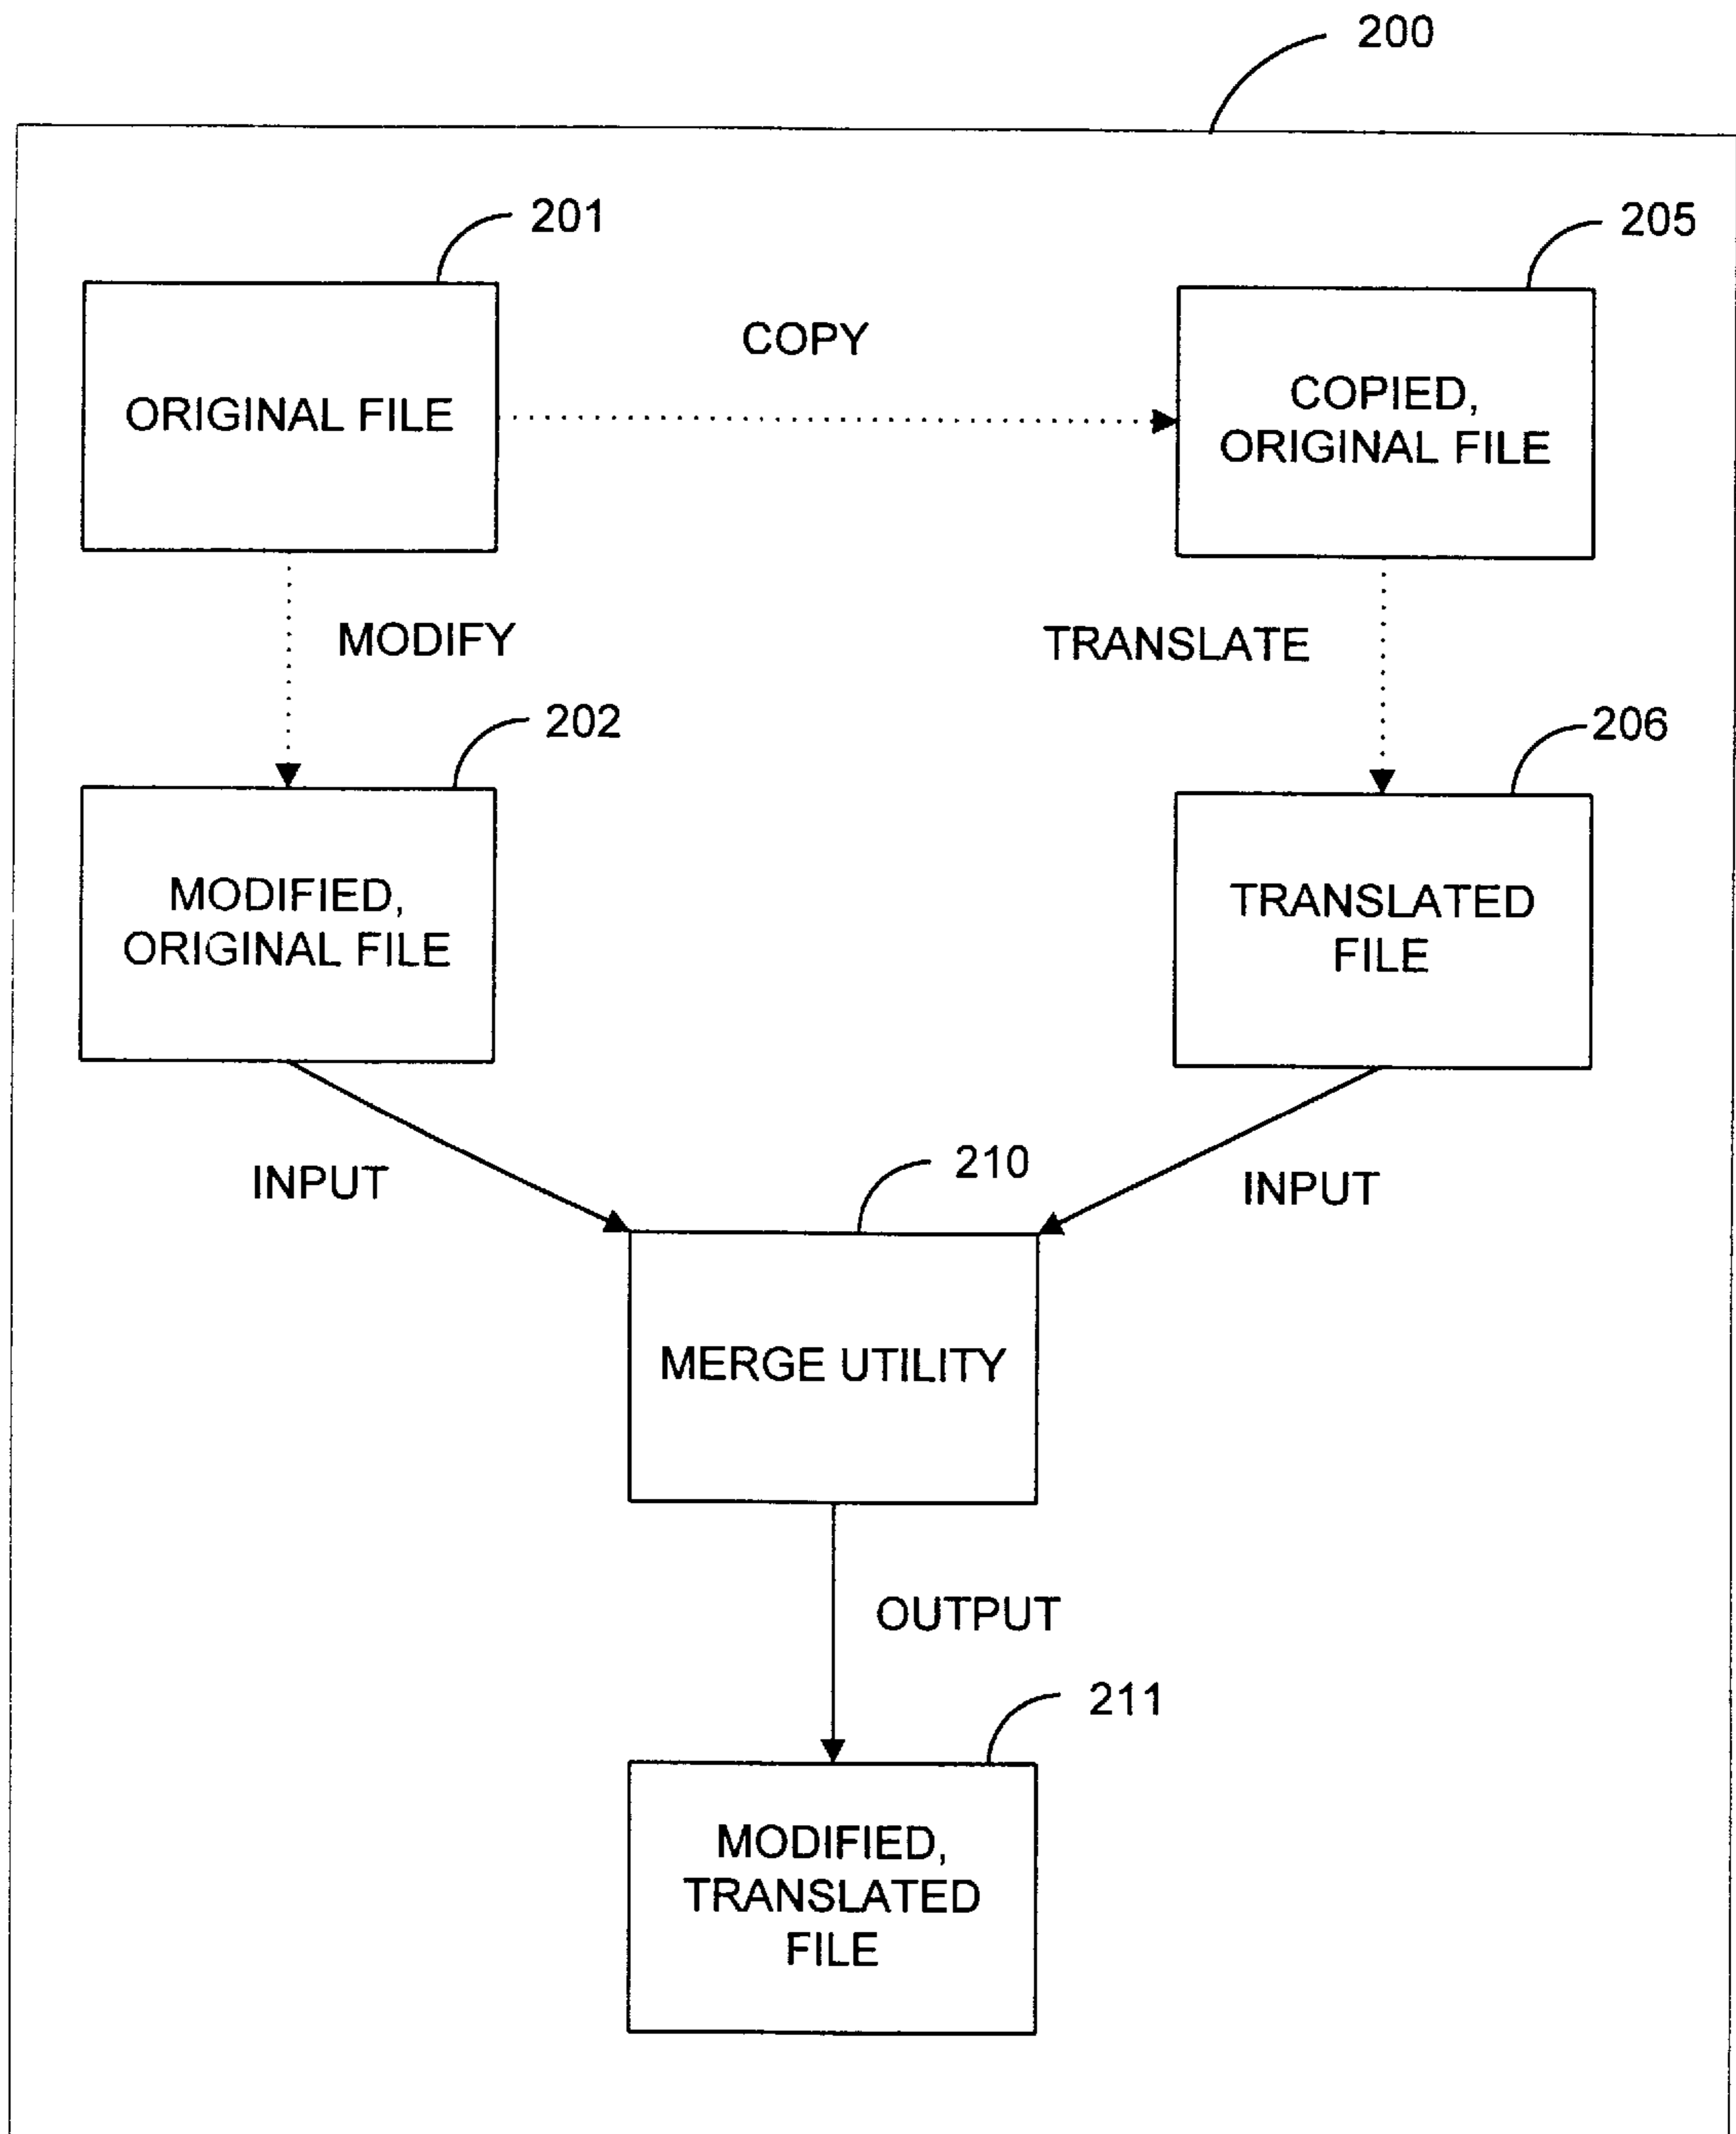 200
201
205
COPY
ORIGINAL FILE
COPIED,
ORIGINAL FILE
MODIFY
TRANSLATE
202
206
MODIFIED,
ORIGINAL FILE
TRANSLATED
FILE
INPUT
210
INPUT
MERGE UTILITY
OUTPUT
211
MODIFIED,
TRANSLATED
FILE